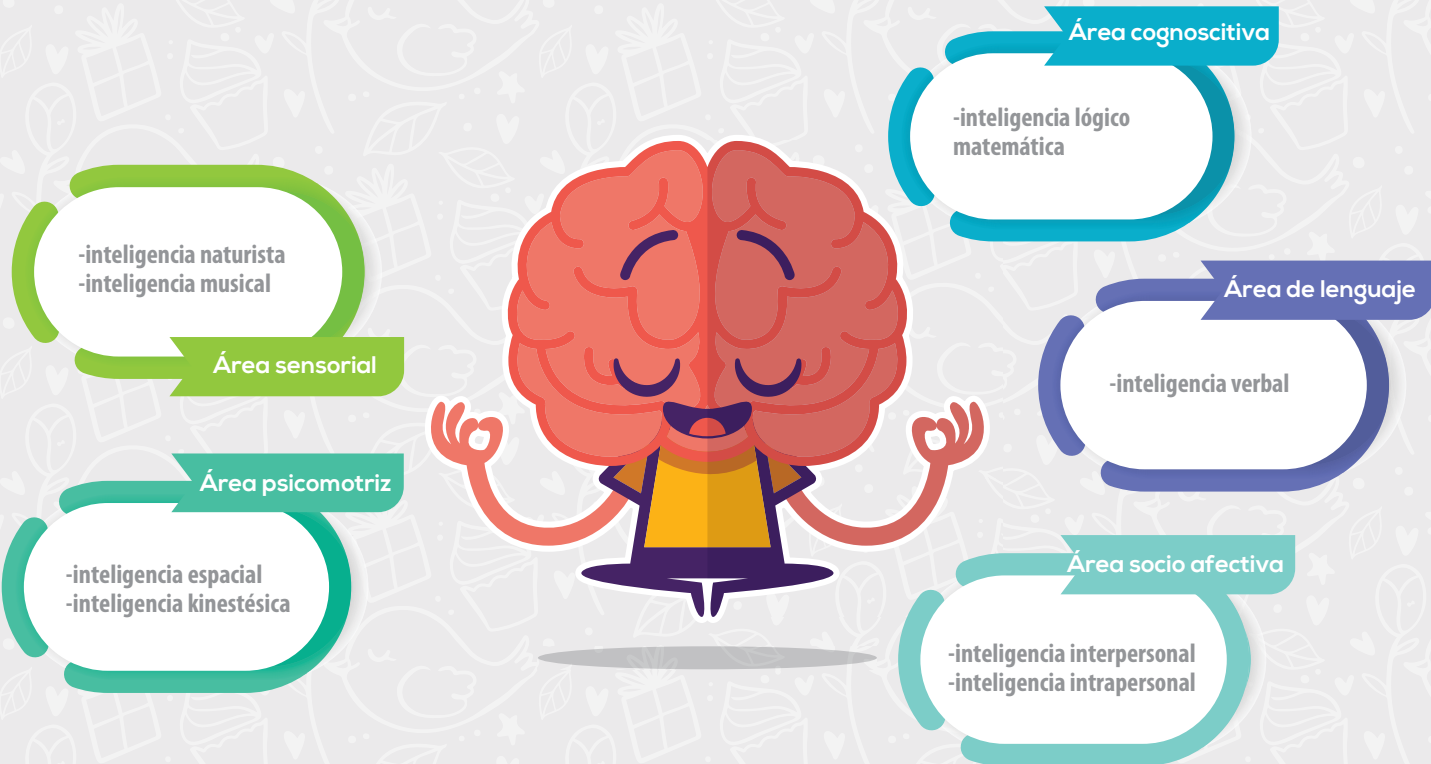 Área cognoscitiva
-inteligencia lógico
matemática
-inteligencia naturista
-inteligencia musical
Área sensorial
Área de lenguaje
-inteligencia verbal
Área psicomotriz
-inteligencia espacial
-inteligencia kinestésica
Área socio afectiva
-inteligencia interpersonal
-inteligencia intrapersonal